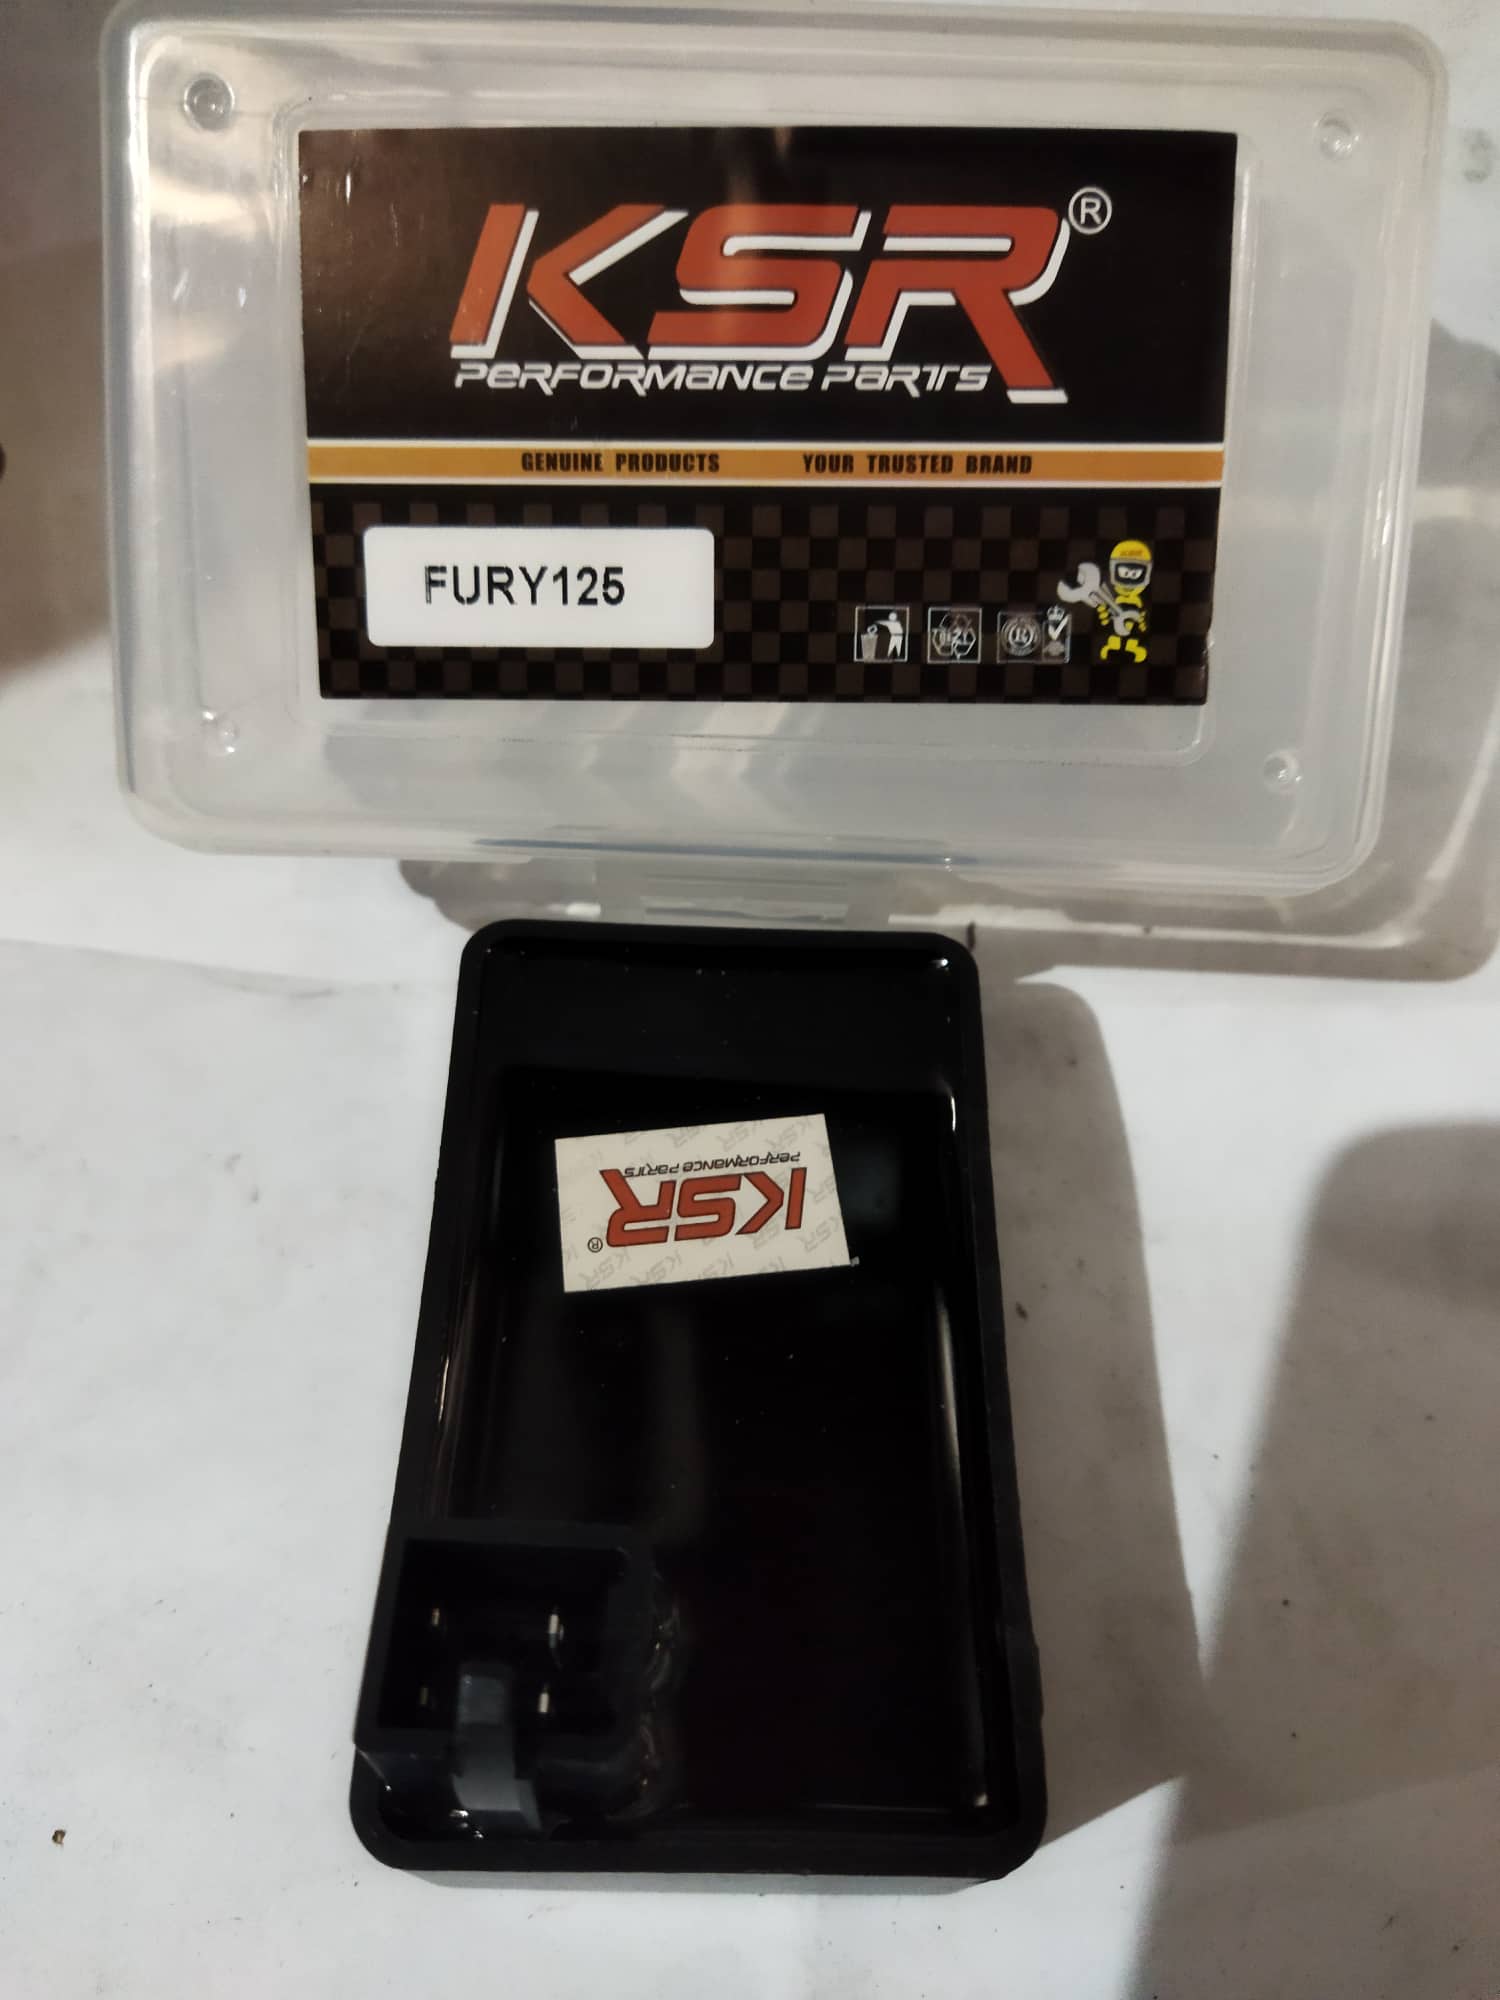 KSR®
PERFORMANCE PARTS
GENUINE PRODUCTS YOUR TRUSTED BRAND
FURY125
PERFORMANCE PARTS
KSR®